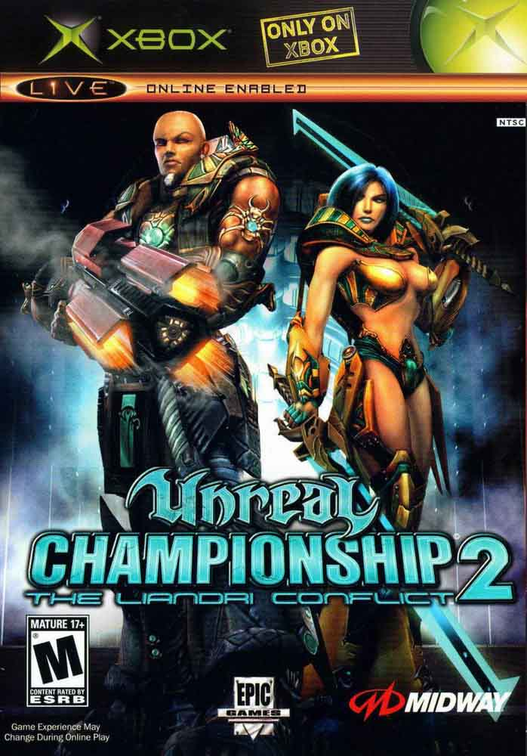 XBOX
ONLY ON
XBOX
LIVE
ONLINE ENABLED
NTSC
Unreal
CHAMPIONSHIP 2
THE LIANDRI CONFLICT
MATURE 17+
M
®
CONTENT RATED BY
ESRB
EPIC
GAMES
MIDWAY
Game Experience May
Change During Online Play